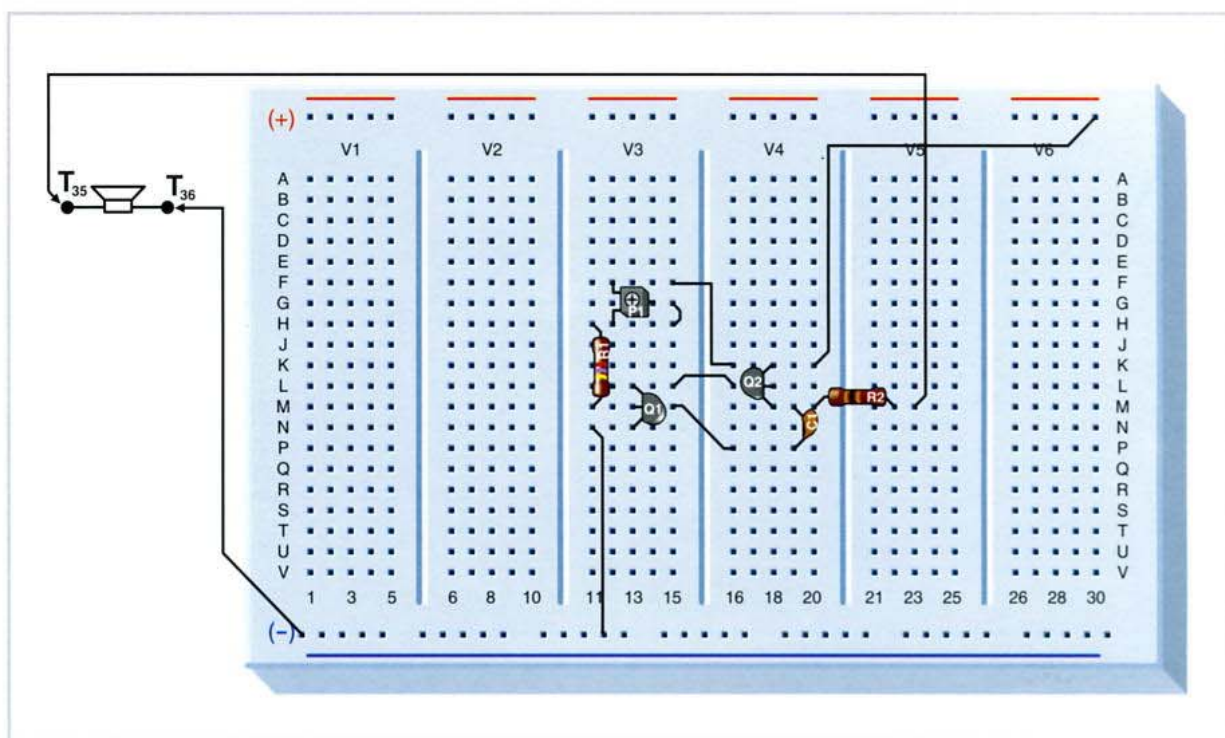 (+)
V1 V2 V3 V4 V5 V6
T35 T36
A A
B B
C C
D D
E E
F F
G G
P1
H H
J J
R1
K K
Q2
L L
R2
M M
Q1
C1
N N
P P
Q Q
R R
S S
T T
U U
V V
1 3 5 6 8 10 11 13 15 16 18 20 21 23 25 26 28 30
(-)